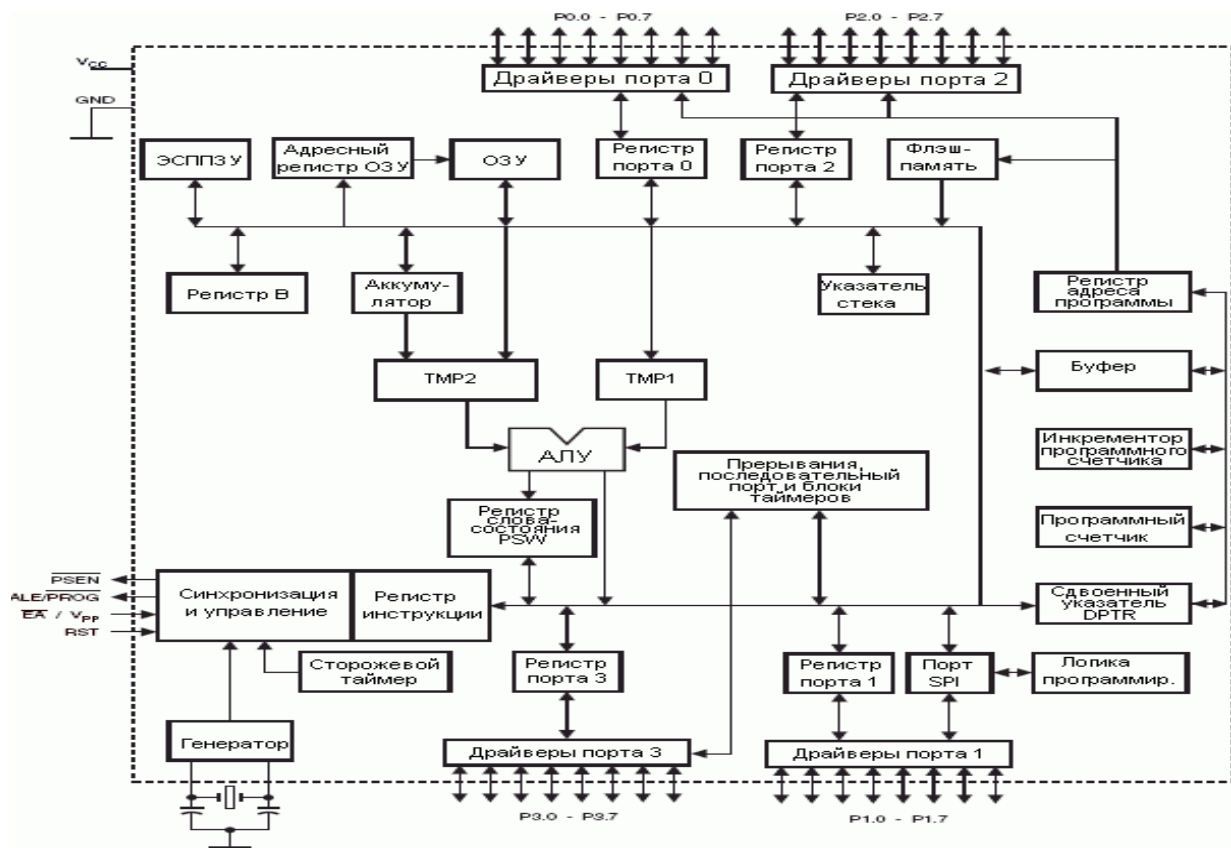 P0.0 - P0.7
P2.0 - P2.7
VCC
GND
Драйверы порта 0
Драйверы порта 2
ЭСППЗУ
Адресный
регистр ОЗУ
ОЗУ
Регистр
порта 0
Регистр
порта 2
Флэш-
память
Регистр В
Аккуму-
лятор
Указатель
стека
Регистр
адреса
программы
TMP2
TMP1
Буфер
АЛУ
Инкрементор
программного
счетчика
Прерывания,
последовательный
порт и блоки
таймеров
Регистр
слова-
состояния
PSW
Программный
счетчик
PSEN
ALE/PROG
EA / VPP
RST
Синхронизация
и управление
Регистр
инструкции
Сдвоенный
указатель
DPTR
Сторожевой
таймер
Регистр
порта 3
Регистр
порта 1
Порт
SPI
Логика
программир.
Генератор
Драйверы порта 3
Драйверы порта 1
P3.0 - P3.7
P1.0 - P1.7